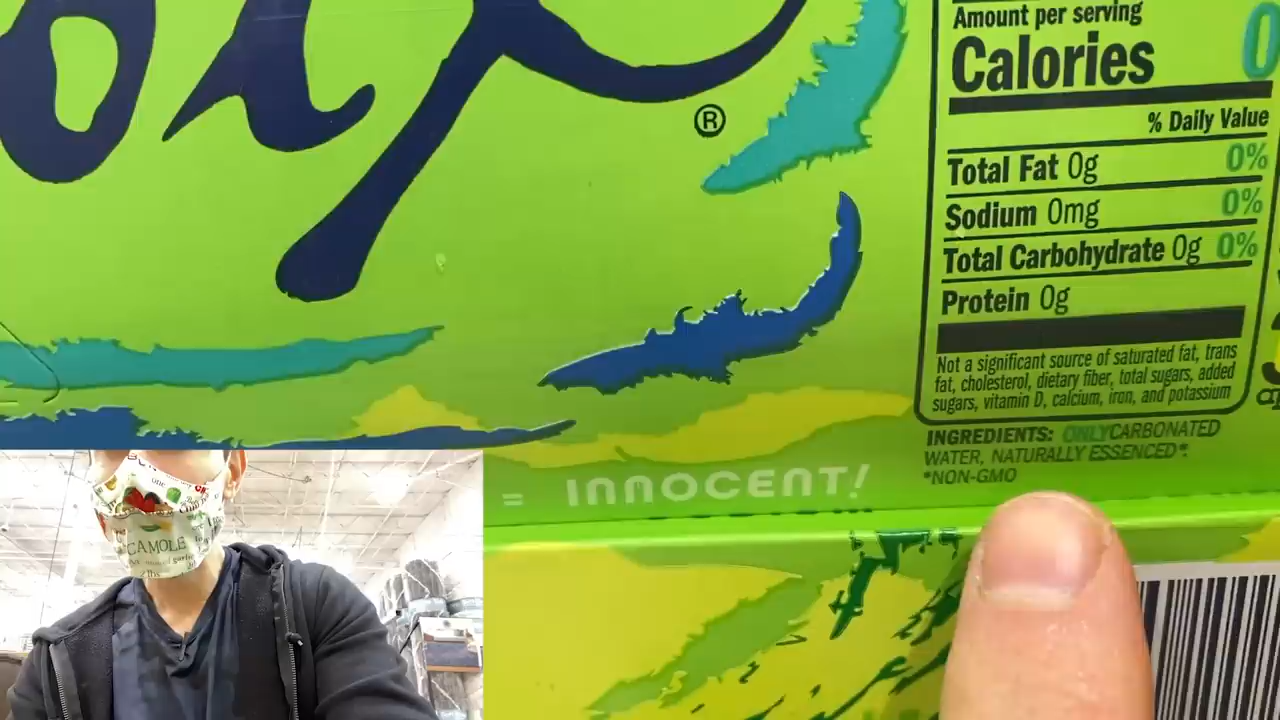 oix
®
Amount per serving
Calories 0
% Daily Value
Total Fat 0g 0%
Sodium 0mg 0%
Total Carbohydrate 0g 0%
Protein 0g
Not a significant source of saturated fat, trans
fat, cholesterol, dietary fiber, total sugars, added
sugars, vitamin D, calcium, iron, and potassium
INGREDIENTS: ONLY CARBONATED
WATER, NATURALLY ESSENCED*.
*NON-GMO
= INNOCENT!
CAMOLE